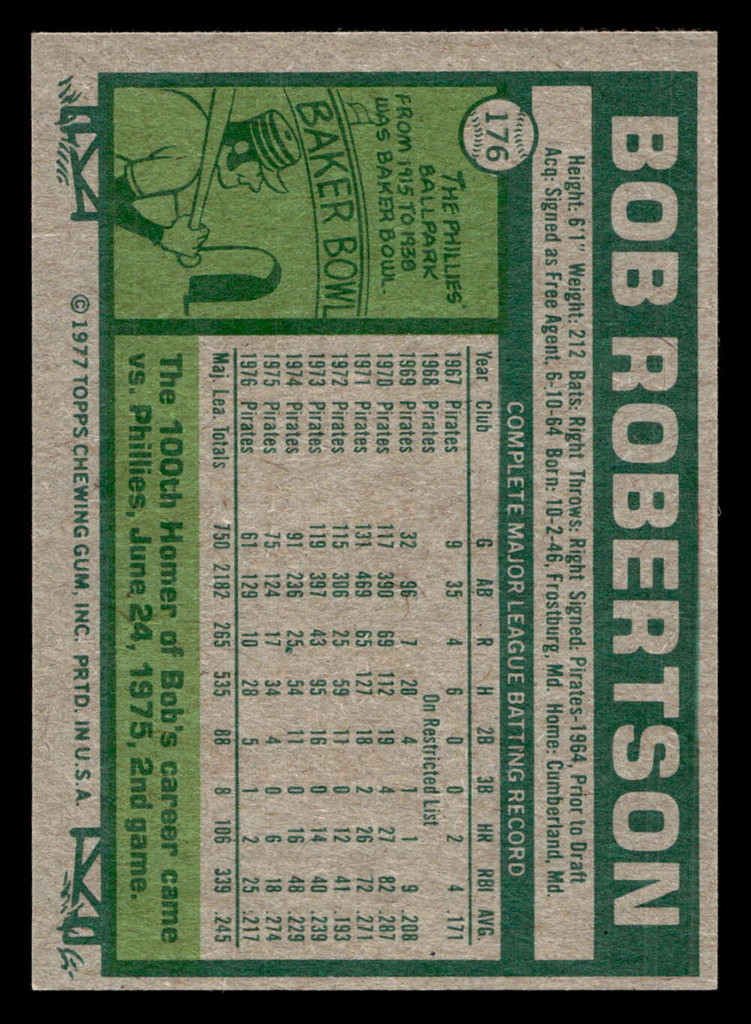 176
BOB ROBERTSON
Height: 6'1" Weight: 212 Bats: Right Throws: Right Signed: Pirates-1964, Prior to Draft
Acq: Signed as Free Agent, 6-10-64 Born: 10-2-46, Frostburg, Md. Home: Cumberland, Md.
COMPLETE MAJOR LEAGUE BATTING RECORD
Year Club G AB R H 2B 3B HR RBI AVG.
1967 Pirates 9 35 4 6 0 0 2 4 .171
1968 Pirates On Restricted List
1969 Pirates 32 96 7 20 4 1 1 9 .208
1970 Pirates 117 390 69 112 19 4 27 82 .287
1971 Pirates 131 469 65 127 18 2 26 72 .271
1972 Pirates 115 306 25 59 11 0 12 41 .193
1973 Pirates 119 397 43 95 16 0 14 40 .239
1974 Pirates 91 236 25 54 11 0 16 48 .229
1975 Pirates 75 124 17 34 4 0 6 18 .274
1976 Pirates 61 129 10 28 5 1 2 25 .217
Maj. Lea. Totals 750 2182 265 535 88 8 106 339 .245
THE PHILLIES'
BALLPARK
FROM 1915 TO 1938
WAS BAKER BOWL.
BAKER BOWL
The 100th Homer of Bob's career came
vs. Phillies, June 24, 1975, 2nd game.
© 1977 TOPPS CHEWING GUM, INC. PRTD. IN U.S.A.